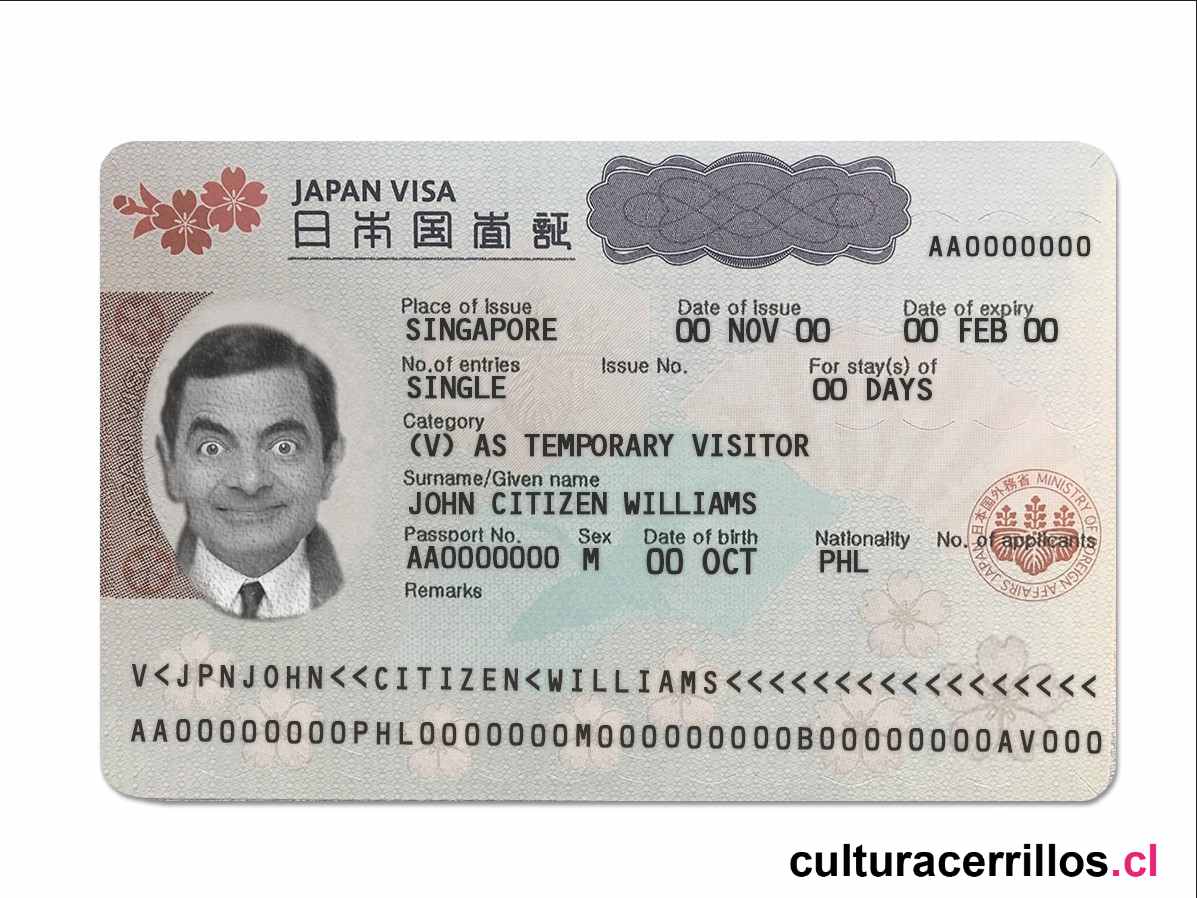 JAPAN VISA
日本国査証
AA0000000
Place of Issue Date of issue Date of expiry
SINGAPORE 00 NOV 00 00 FEB 00
No.of entries Issue No. For stay(s) of
SINGLE 00 DAYS
Category
(V) AS TEMPORARY VISITOR
Surname/Given name
JOHN CITIZEN WILLIAMS
Passport No. Sex Date of birth Nationality No. of applicants
AA0000000 M 00 OCT PHL
Remarks
日本国外務省 MINISTRY OF FOREIGN AFFAIRS JAPAN
V<JPNJOHN<<CITIZEN<WILLIAMS<<<<<<<<<<<<<<<<<
AA00000000PHL0000000M000000000B00000000AV000
culturacerrillos.cl